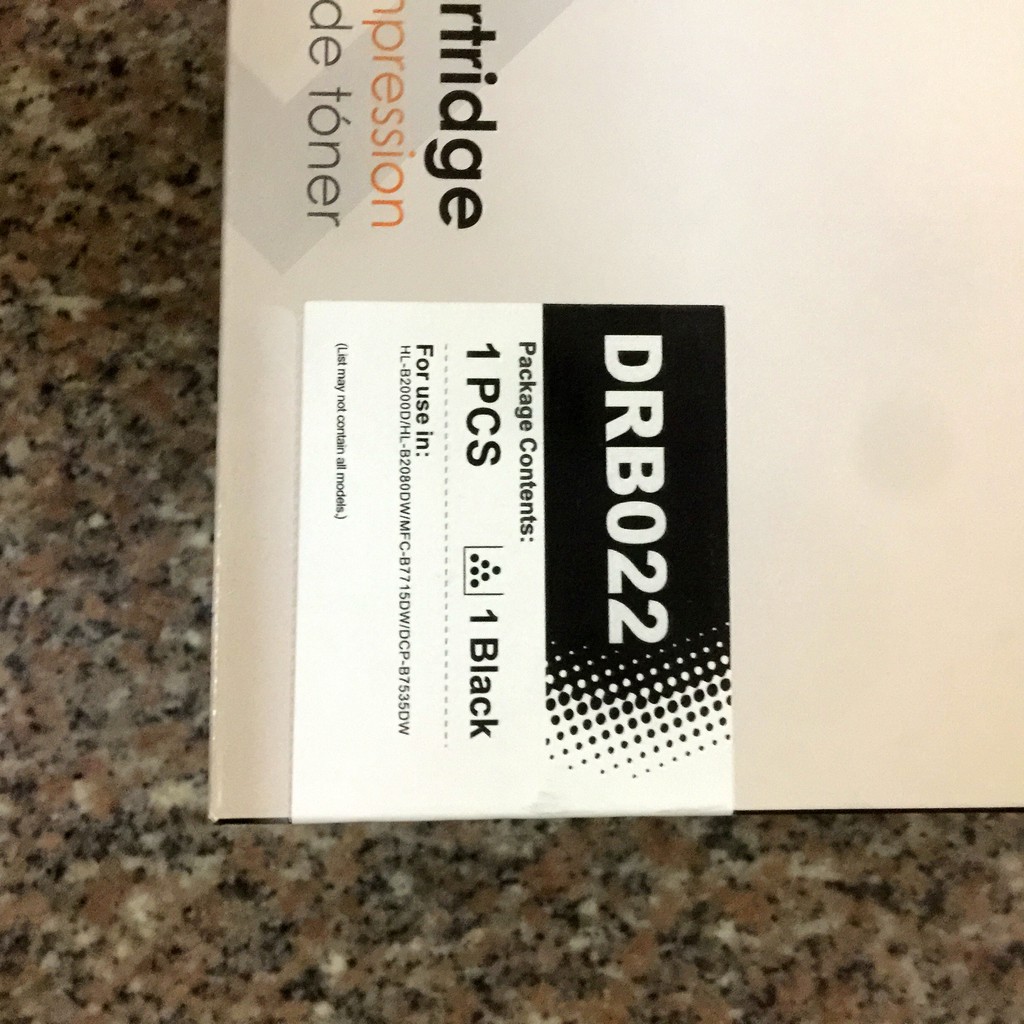 rtridge
pression
de tóner
DRB022
Package Contents:
1 PCS 1 Black
For use in:
HL-B2000D/HL-B2080DW/MFC-B7715DW/DCP-B7535DW
(List may not contain all models.)